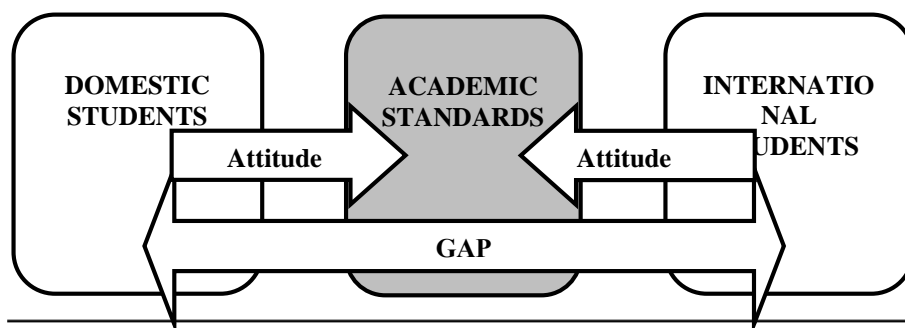 DOMESTIC
STUDENTS
ACADEMIC
STANDARDS
INTERNATIO
NAL
UDENTS
Attitude
Attitude
GAP